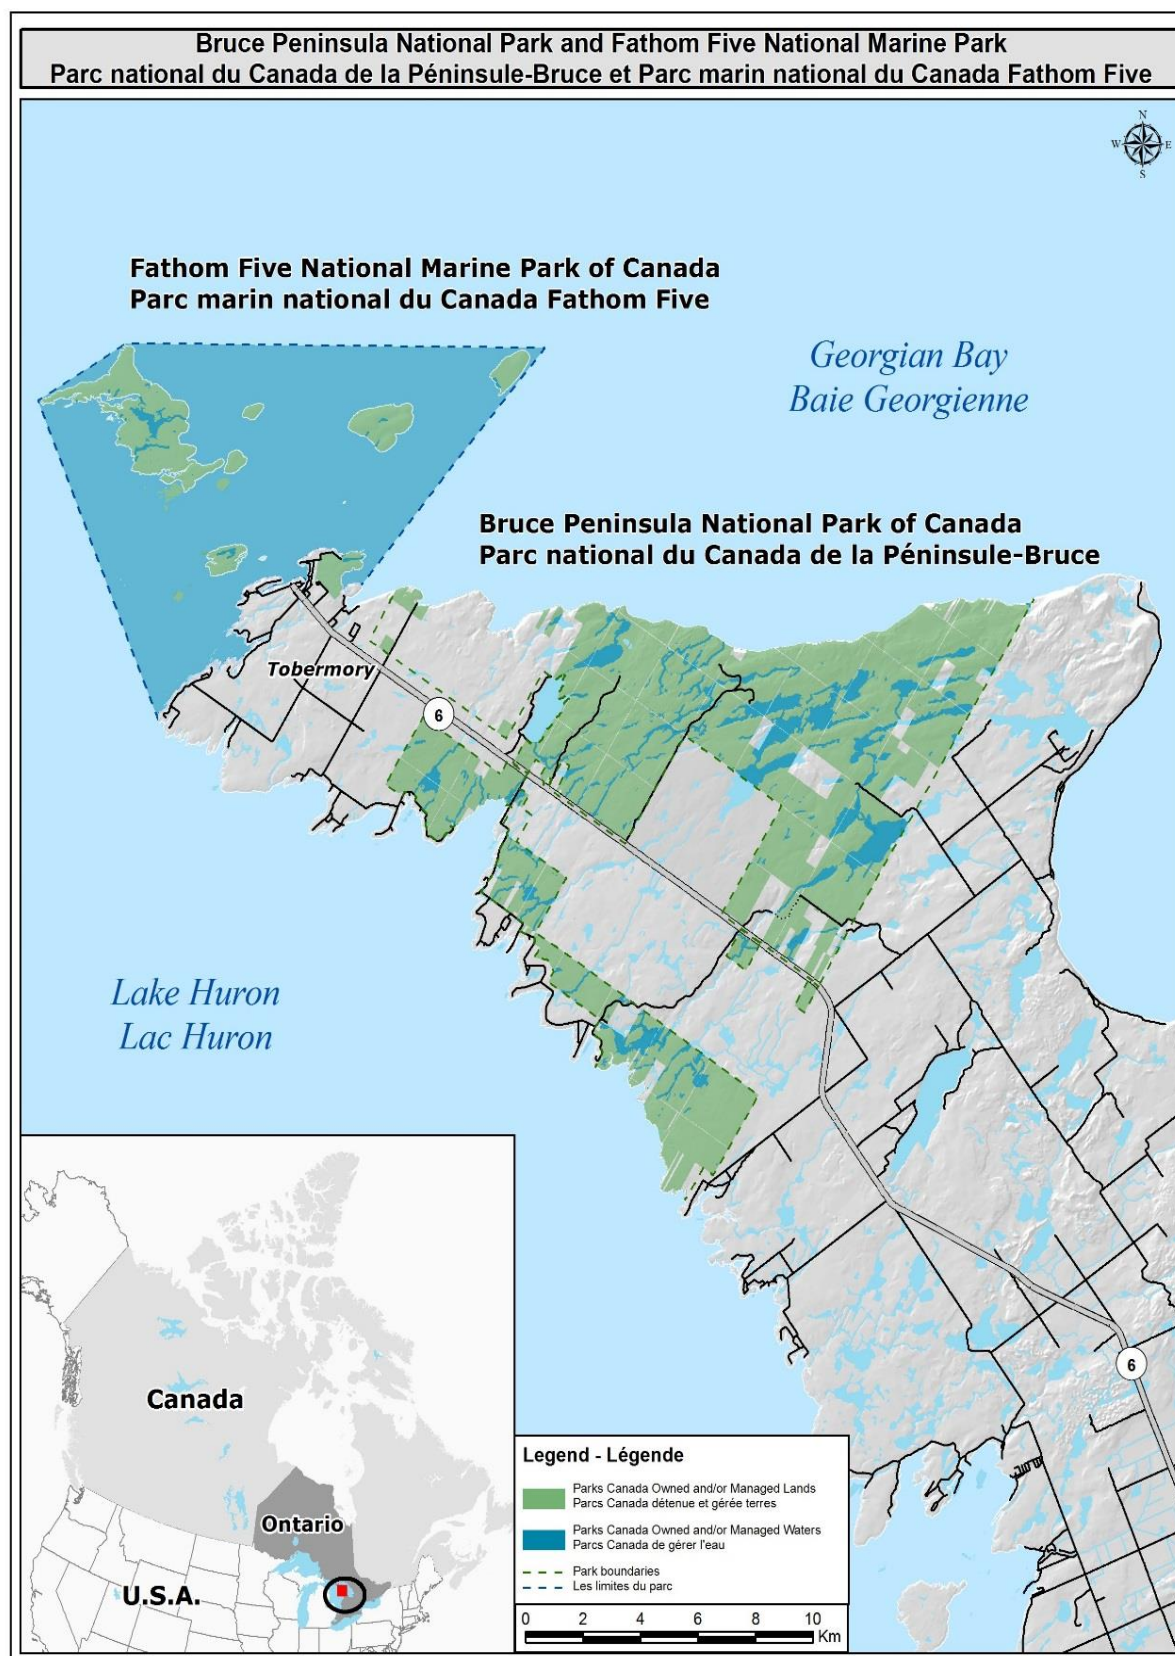 Bruce Peninsula National Park and Fathom Five National Marine Park
Parc national du Canada de la Péninsule-Bruce et Parc marin national du Canada Fathom Five
N
W E
S
Fathom Five National Marine Park of Canada
Parc marin national du Canada Fathom Five
Georgian Bay
Baie Georgienne
Bruce Peninsula National Park of Canada
Parc national du Canada de la Péninsule-Bruce
Tobermory
6
Lake Huron
Lac Huron
6
Canada
Ontario
U.S.A.
Legend - Légende
Parks Canada Owned and/or Managed Lands
Parcs Canada détenue et gérée terres
Parks Canada Owned and/or Managed Waters
Parcs Canada de gérer l'eau
Park boundaries
Les limites du parc
0 2 4 6 8 10
Km